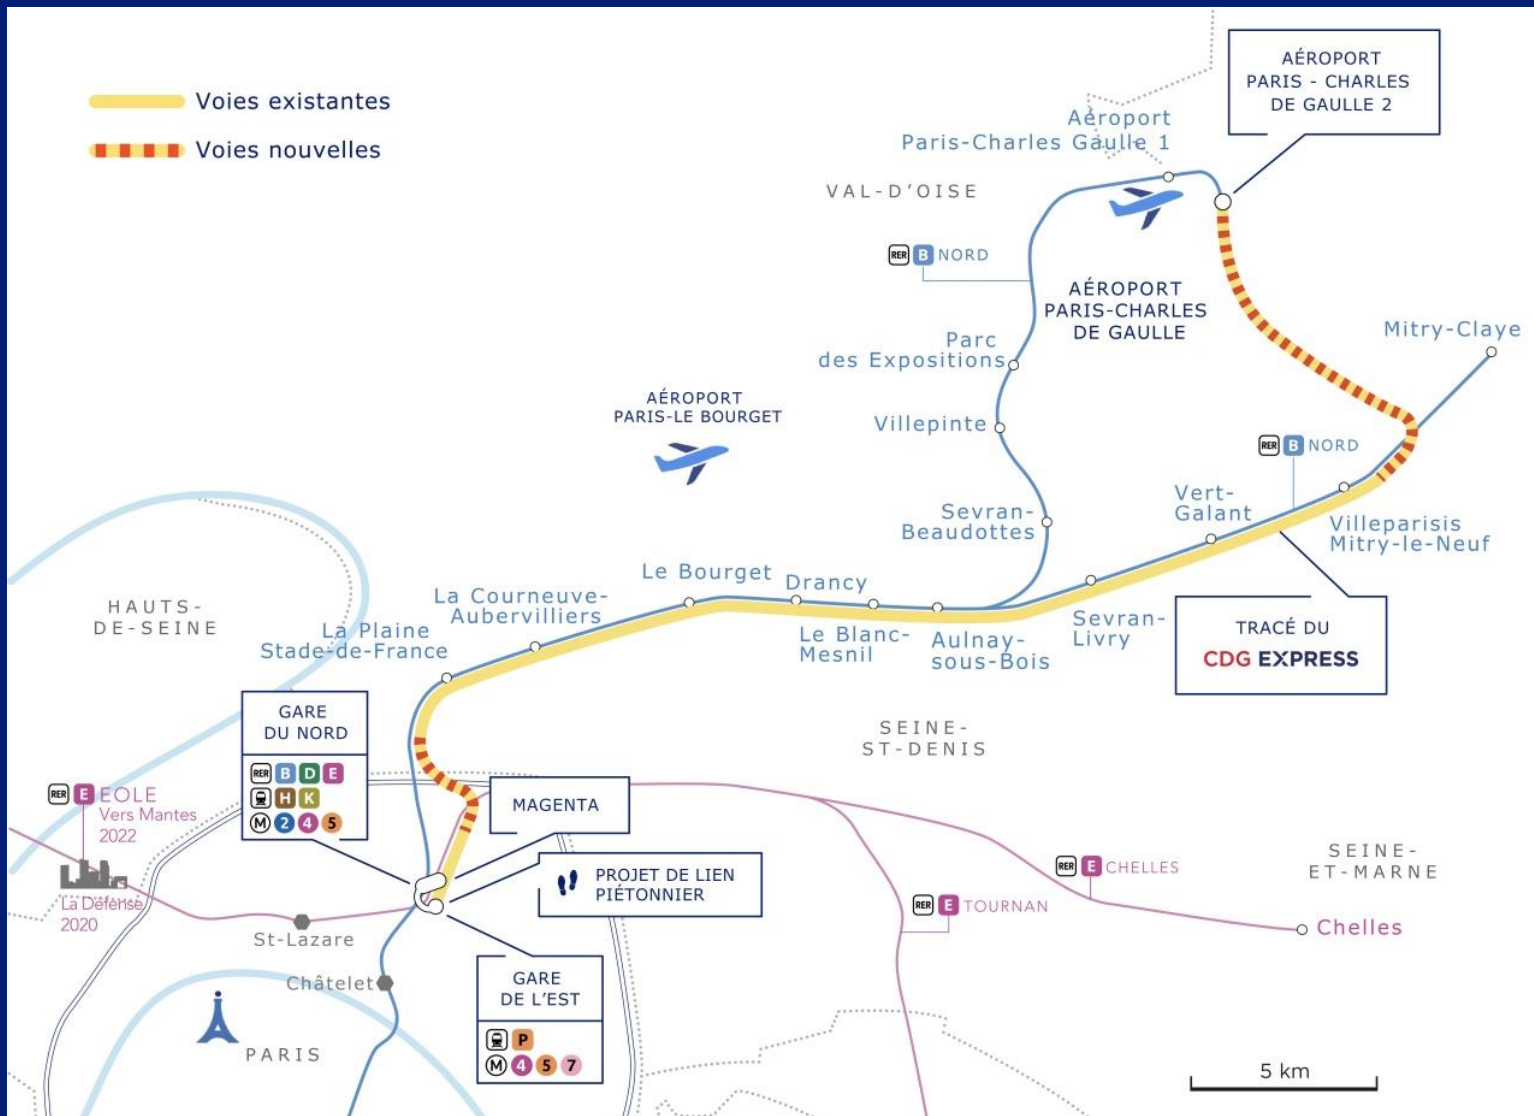 Voies existantes
Voies nouvelles
AÉROPORT
PARIS - CHARLES
DE GAULLE 2
Aéroport
Paris-Charles Gaulle 1
VAL-D'OISE
RER B NORD
AÉROPORT
PARIS-CHARLES
DE GAULLE
Mitry-Claye
Parc
des Expositions
AÉROPORT
PARIS-LE BOURGET
Villepinte
RER B NORD
Sevran-
Beaudottes
Vert-
Galant
Villeparisis
Mitry-le-Neuf
Le Bourget
Drancy
La Courneuve-
Aubervilliers
HAUTS-
DE-SEINE
La Plaine
Stade-de-France
Le Blanc-
Mesnil
Aulnay-
sous-Bois
Sevran-
Livry
TRACÉ DU
CDG EXPRESS
GARE
DU NORD
RER B D E
H K
M 2 4 5
SEINE-
ST-DENIS
RER E EOLE
Vers Mantes
2022
MAGENTA
PROJET DE LIEN
PIÉTONNIER
La Défense
2020
St-Lazare
Châtelet
RER E CHELLES
SEINE-
ET-MARNE
RER E TOURNAN
Chelles
GARE
DE L'EST
P
M 4 5 7
PARIS
5 km